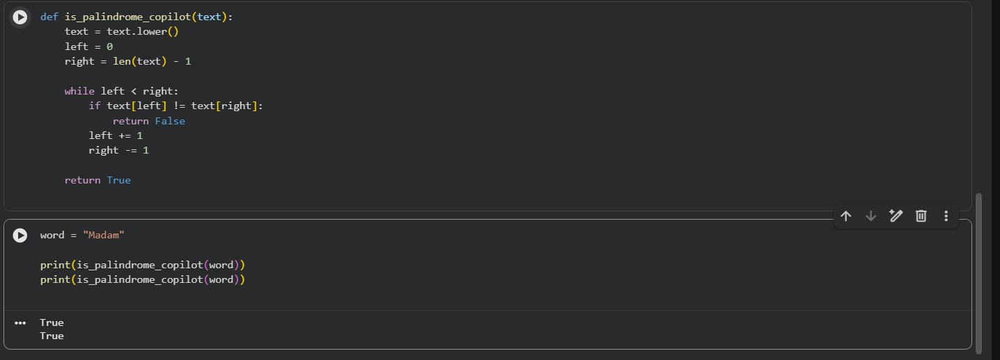 def is_palindrome_copilot(text):
    text = text.lower()
    left = 0
    right = len(text) - 1

    while left < right:
        if text[left] != text[right]:
            return False
        left += 1
        right -= 1

    return True

word = "Madam"

print(is_palindrome_copilot(word))
print(is_palindrome_copilot(word))

True
True